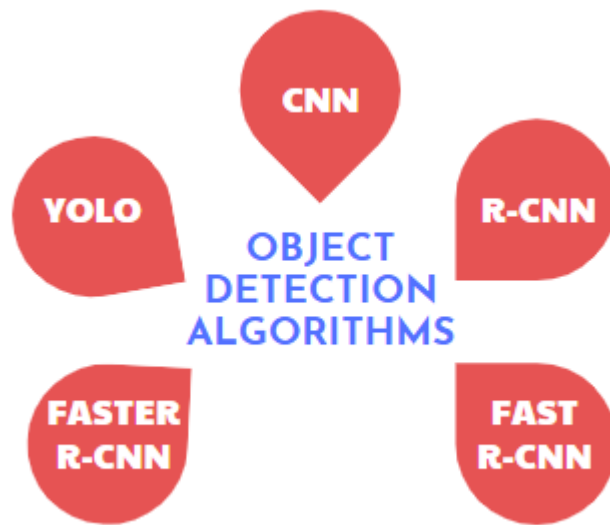 CNN
YOLO
R-CNN
OBJECT
DETECTION
ALGORITHMS
FASTER
R-CNN
FAST
R-CNN